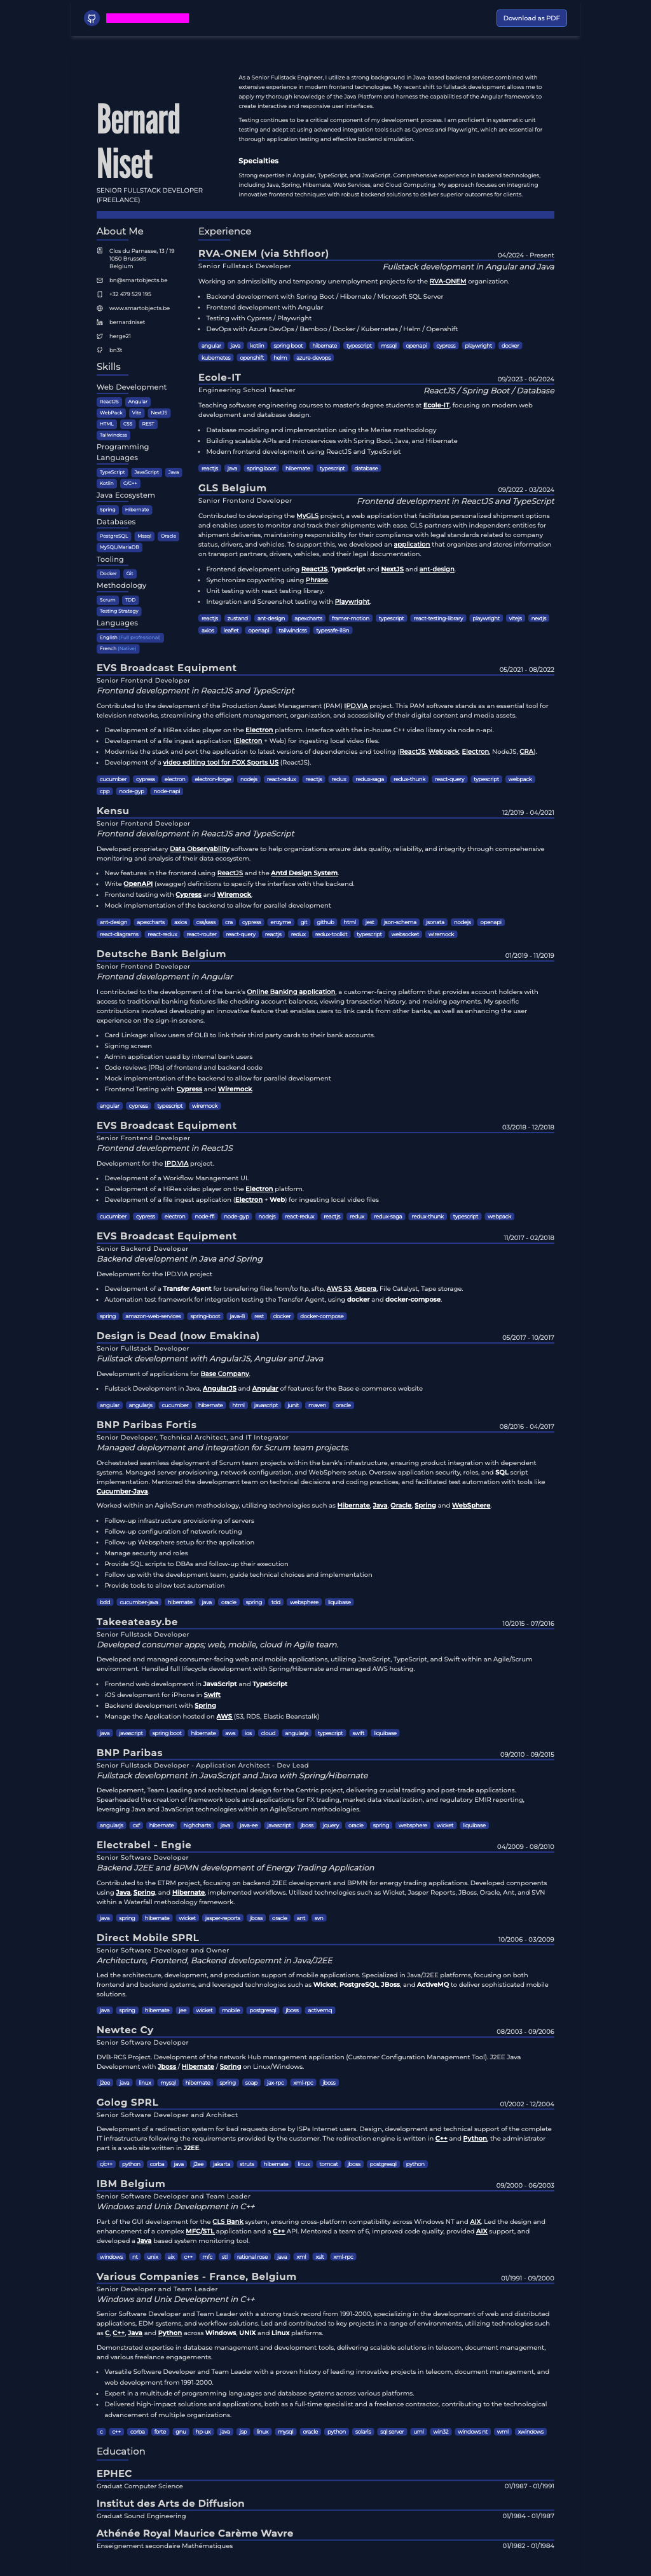 Download as PDF
Bernard
Niset
SENIOR FULLSTACK DEVELOPER
(FREELANCE)
As a Senior Fullstack Engineer, I utilize a strong background in Java-based backend services combined with
extensive experience in modern frontend technologies. My recent shift to fullstack development allows me to
apply my thorough knowledge of the Java Platform and harness the capabilities of the Angular framework to
create interactive and responsive user interfaces.
Testing continues to be a critical component of my development process. I am proficient in systematic unit
testing and adept at using advanced integration tools such as Cypress and Playwright, which are essential for
thorough application testing and effective backend simulation.
Specialties
Strong expertise in Angular, TypeScript, and JavaScript. Comprehensive experience in backend technologies,
including Java, Spring, Hibernate, Web Services, and Cloud Computing. My approach focuses on integrating
innovative frontend techniques with robust backend solutions to deliver superior outcomes for clients.
About Me
Clos du Parnasse, 13 / 19
1050 Brussels
Belgium
bn@smartobjects.be
+32 479 529 195
www.smartobjects.be
bernardniset
herge21
bn3t
Skills
Web Development
ReactJS Angular
WebPack Vite NextJS
HTML CSS REST
Tailwindcss
Programming
Languages
TypeScript JavaScript Java
Kotlin C/C++
Java Ecosystem
Spring Hibernate
Databases
PostgreSQL Mssql Oracle
MySQL/MariaDB
Tooling
Docker Git
Methodology
Scrum TDD
Testing Strategy
Languages
English (Full professional)
French (Native)
Experience
RVA-ONEM (via 5thfloor) 04/2024 - Present
Senior Fullstack Developer Fullstack development in Angular and Java
Working on admissibility and temporary unemployment projects for the RVA-ONEM organization.
• Backend development with Spring Boot / Hibernate / Microsoft SQL Server
• Frontend development with Angular
• Testing with Cypress / Playwright
• DevOps with Azure DevOps / Bamboo / Docker / Kubernetes / Helm / Openshift
angular java kotlin spring boot hibernate typescript mssql openapi cypress playwright docker
kubernetes openshift helm azure-devops
Ecole-IT 09/2023 - 06/2024
Engineering School Teacher ReactJS / Spring Boot / Database
Teaching software engineering courses to master's degree students at Ecole-IT, focusing on modern web
development and database design.
• Database modeling and implementation using the Merise methodology
• Building scalable APIs and microservices with Spring Boot, Java, and Hibernate
• Modern frontend development using ReactJS and TypeScript
reactjs java spring boot hibernate typescript database
GLS Belgium 09/2022 - 03/2024
Senior Frontend Developer Frontend development in ReactJS and TypeScript
Contributed to developing the MyGLS project, a web application that facilitates personalized shipment options
and enables users to monitor and track their shipments with ease. GLS partners with independent entities for
regional deliveries, maintaining compliance with legal standards and safety to correspond to company
status, drivers, and vehicles. To support this, we developed an application that organizes and stores information
on transport partners, drivers, vehicles, and their legal documentation.
• Frontend development using ReactJS, TypeScript and NextJS and ant-design.
• Synchronize copywriting using Phrase.
• Unit testing with react testing library.
• Integration and Screenshot testing with Playwright.
reactjs zustand ant-design apexcharts framer-motion typescript react-testing-library playwright vitejs nextjs
axios leaflet openapi tailwindcss typesafe-i18n
EVS Broadcast Equipment 05/2021 - 08/2022
Senior Frontend Developer
Frontend development in ReactJS and TypeScript
Contributed to the development of the Production Asset Management (PAM) IPD.VIA project. This PAM software stands as an essential tool for
television networks, streamlining the efficient management, organization, and accessibility of their digital content and media assets.
• Development of a HiRes video player on the Electron platform. Interface with the in-house C++ video library via node n-api.
• Development of a file ingest application (Electron + Web) for ingesting local video files.
• Modernise the stack and port the application to latest versions of dependencies and tooling (ReactJS, Webpack, Electron, NodeJS, CRA).
• Development of a video editing tool for FOX Sports US (ReactJS).
cucumber cypress electron electron-forge nodejs react-redux reactjs redux redux-saga redux-thunk react-query typescript webpack
cpp node-gyp node-napi
Kensu 12/2019 - 04/2021
Senior Frontend Developer
Frontend development in ReactJS and TypeScript
Developed proprietary Data Observability software to help organizations ensure data quality, reliability, and integrity through comprehensive
monitoring and analysis of their data ecosystem.
• New features in the frontend using ReactJS and the Antd Design System.
• Write OpenAPI (swagger) definitions to specify the interface with the backend.
• Frontend testing with Cypress and Wiremock.
• Mock implementation of the backend to allow for parallel development
ant-design apexcharts axios css/sass cra cypress enzyme git github html jest json-schema jsonata nodejs openapi
react-diagrams react-redux react-router react-query reactjs redux redux-toolkit typescript websocket wiremock
Deutsche Bank Belgium 01/2019 - 11/2019
Senior Frontend Developer
Frontend development in Angular
I contributed to the development of the bank's Online Banking application, a customer-facing platform that provides account holders with
access to traditional banking features like checking account balances, viewing transaction history, and making payments. My specific
contributions involved developing an innovative feature that enables users to link cards from other banks, as well as enhancing the user
experience on the sign-in screens.
• Card Linkage: allow users of OLB to link their third party cards to their bank accounts.
• Signing screen
• Admin application used by internal bank users
• Code reviews (PRs) of frontend and backend code
• Mock implementation of the backend to allow for parallel development
• Frontend Testing with Cypress and Wiremock.
angular cypress typescript wiremock
EVS Broadcast Equipment 03/2018 - 12/2018
Senior Frontend Developer
Frontend development in ReactJS
Development for the IPD.VIA project.
• Development of a Workflow Management UI.
• Development of a HiRes video player on the Electron platform.
• Development of a file ingest application (Electron + Web) for ingesting local video files
cucumber cypress electron node-ffi node-gyp nodejs react-redux reactjs redux redux-saga redux-thunk typescript webpack
EVS Broadcast Equipment 11/2017 - 02/2018
Senior Backend Developer
Backend development in Java and Spring
Development for the IPD.VIA project
• Development of a Transfer Agent for transfering files from/to ftp, sftp, AWS S3, Aspera, File Catalyst, Tape storage.
• Automation test framework for integration testing the Transfer Agent, using docker and docker-compose.
spring amazon-web-services spring-boot java-8 rest docker docker-compose
Design is Dead (now Emakina) 05/2017 - 10/2017
Senior Fullstack Developer
Fullstack development with AngularJS, Angular and Java
Development of applications for Base Company.
• Fulstack Development in Java, AngularJS and Angular of features for the Base e-commerce website
angular angularjs cucumber hibernate html javascript junit maven oracle
BNP Paribas Fortis 08/2016 - 04/2017
Senior Developer, Technical Architect, and IT Integrator
Managed deployment and integration for Scrum team projects.
Orchestrated seamless deployment of Scrum team projects within the bank's infrastructure, ensuring product integration with dependent
systems. Managed server provisioning, network configuration, and WebSphere setup. Oversaw application security, roles, and SQL script
implementation. Mentored the development team on technical decisions and coding practices, and facilitated test automation with tools like
Cucumber-Java.
Worked within an Agile/Scrum methodology, utilizing technologies such as Hibernate, Java, Oracle, Spring and WebSphere.
• Follow-up infrastructure provisioning of servers
• Follow-up configuration of network routing
• Follow-up Websphere setup for the application
• Manage security and roles
• Provide SQL scripts to DBAs and follow-up their execution
• Follow up with the development team, guide technical choices and implementation
• Provide tools to allow test automation
bdd cucumber-java hibernate java oracle spring tdd websphere liquibase
Takeeateasy.be 10/2015 - 07/2016
Senior Fullstack Developer
Developed consumer apps; web, mobile, cloud in Agile team.
Developed and managed consumer-facing web and mobile applications, utilizing JavaScript, TypeScript, and Swift within an Agile/Scrum
environment. Handled full lifecycle development with Spring/Hibernate and managed AWS hosting.
• Frontend web development in JavaScript and TypeScript
• iOS development for iPhone in Swift
• Backend development with Spring
• Manage the Application hosted on AWS (S3, RDS, Elastic Beanstalk)
java javascript spring boot hibernate aws ios cloud angularjs typescript swift liquibase
BNP Paribas 09/2010 - 09/2015
Senior Fullstack Developer - Application Architect - Dev Lead
Fullstack development in JavaScript and Java with Spring/Hibernate
Developement, Team Leading and architectural design for the Centric project, delivering crucial trading and post-trade applications.
Spearheaded the creation of framework tools and applications for FX trading, market data visualization, and regulatory EMIR reporting,
leveraging Java and JavaScript technologies within an Agile/Scrum methodologies.
angularjs cxf hibernate highcharts java java-ee javascript jboss jquery oracle spring websphere wicket liquibase
Electrabel - Engie 04/2009 - 08/2010
Senior Software Developer
Backend J2EE and BPMN development of Energy Trading Application
Contributed to the ETRM project, focusing on backend J2EE development and BPMN for energy trading applications. Developed components
using Java, Spring, and Hibernate, implemented workflows. Utilized technologies such as Wicket, Jasper Reports, JBoss, Oracle, Ant, and SVN
within a Waterfall methodology framework.
java spring hibernate wicket jasper-reports jboss oracle ant svn
Direct Mobile SPRL 10/2006 - 03/2009
Senior Software Developer and Owner
Architecture, Frontend, Backend developemnt in Java/J2EE
Led the architecture, development, and production support of mobile applications. Specialized in Java/J2EE platforms, focusing on both
frontend and backend systems, and leveraged technologies such as Wicket, PostgreSQL, JBoss, and ActiveMQ to deliver sophisticated mobile
solutions.
java spring hibernate jee wicket mobile postgresql jboss activemq
Newtec Cy 08/2003 - 09/2006
Senior Software Developer
DVB-RCS Project. Development of the network Hub management application (Customer Configuration Management Tool). J2EE Java
Development with Jboss / Hibernate / Spring on Linux/Windows.
j2ee java linux mysql hibernate spring soap jax-rpc xml-rpc jboss
Golog SPRL 01/2002 - 12/2004
Senior Software Developer and Architect
Development of a redirection system for bad requests done by ISPs Internet users. Design, development and technical support of the complete
IT infrastructure following the requirements provided by the customer. The redirection engine is written in C++ and Python, the administrator
part is a web site written in J2EE.
c/c++ python corba java j2ee jakarta struts hibernate linux tomcat jboss postgresql python
IBM Belgium 09/2000 - 06/2003
Senior Software Developer and Team Leader
Windows and Unix Development in C++
Part of the GUI development for the CLS Bank system, ensuring cross-platform compatibility across Windows NT and AIX. Led the design and
enhancement of a complex MFC/STL application and a C++ API. Mentored a team of 6, improved code quality, provided AIX support, and
developed a Java based system monitoring tool.
windows nt unix aix c++ mfc stl rational rose java xml xslt xml-rpc
Various Companies - France, Belgium 01/1991 - 09/2000
Senior Developer and Team Leader
Windows and Unix Development in C++
Senior Software Developer and Team Leader with a strong track record from 1991-2000, specializing in the development of web and distributed
applications, EDM systems, and workflow solutions. Led and contributed to key projects in a range of environments, utilizing technologies such
as C, C++, Java and Python across Windows, UNIX and Linux platforms.
Demonstrated expertise in database management and development tools, delivering scalable solutions in telecom, document management,
and various freelance engagements.
• Versatile Software Developer and Team Leader with a proven history of leading innovative projects in telecom, document management, and
web development from 1991-2000.
• Expert in a multitude of programming languages and database systems across various platforms.
• Delivered high-impact solutions and applications, both as a full-time specialist and a freelance contractor, contributing to the technological
advancement of multiple organizations.
c c++ corba forte gnu hp-ux java jsp linux mysql oracle python solaris sql server uml win32 windows nt wml xwindows
Education
EPHEC
Graduat Computer Science 01/1987 - 01/1991
Institut des Arts de Diffusion
Graduat Sound Engineering 01/1984 - 01/1987
Athénée Royal Maurice Carème Wavre
Enseignement secondaire Mathématiques 01/1982 - 01/1984